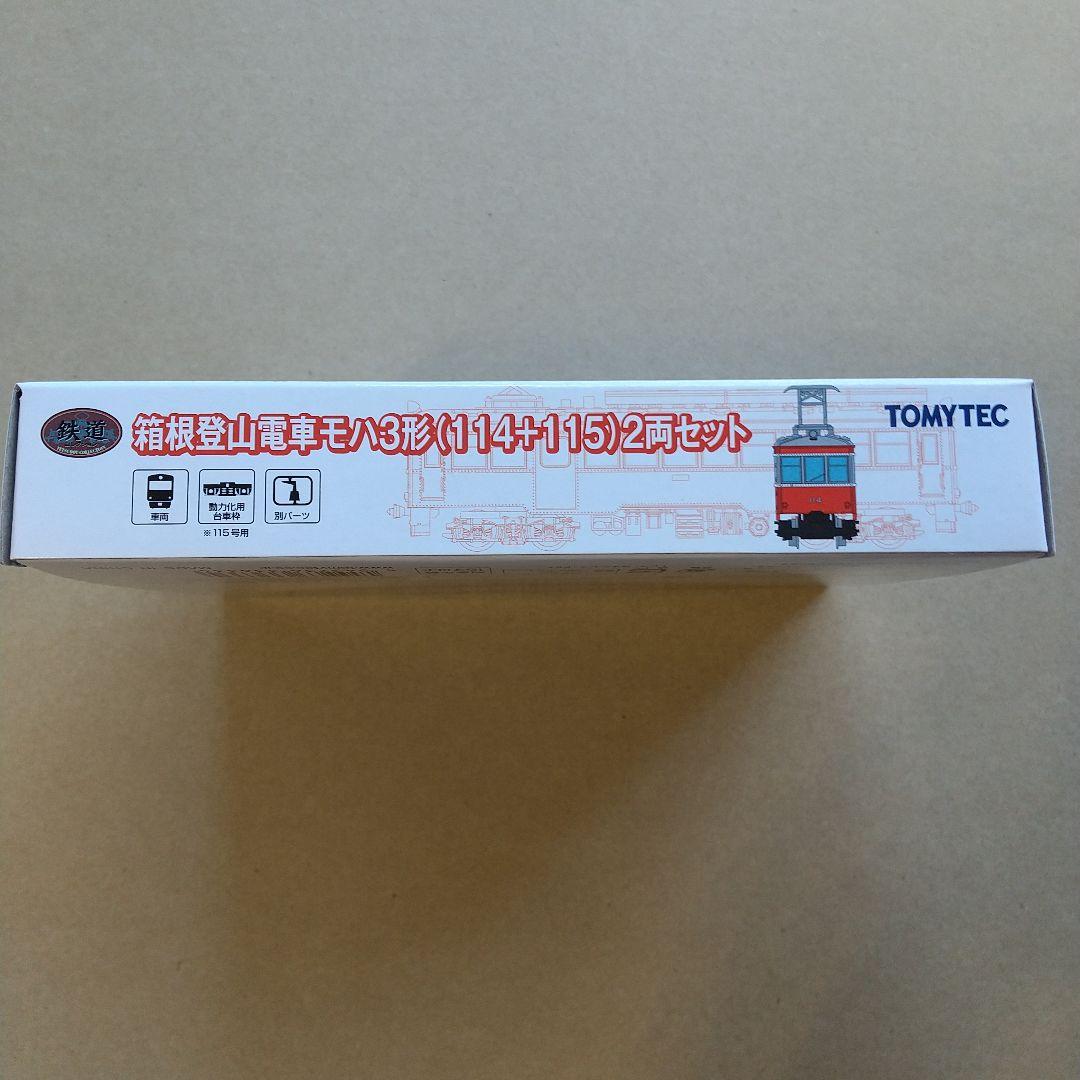 鉄道
箱根登山電車モハ3形(114+115)2両セット
TOMYTEC
車両
動力化用
台車枠
別パーツ
※115号用
114